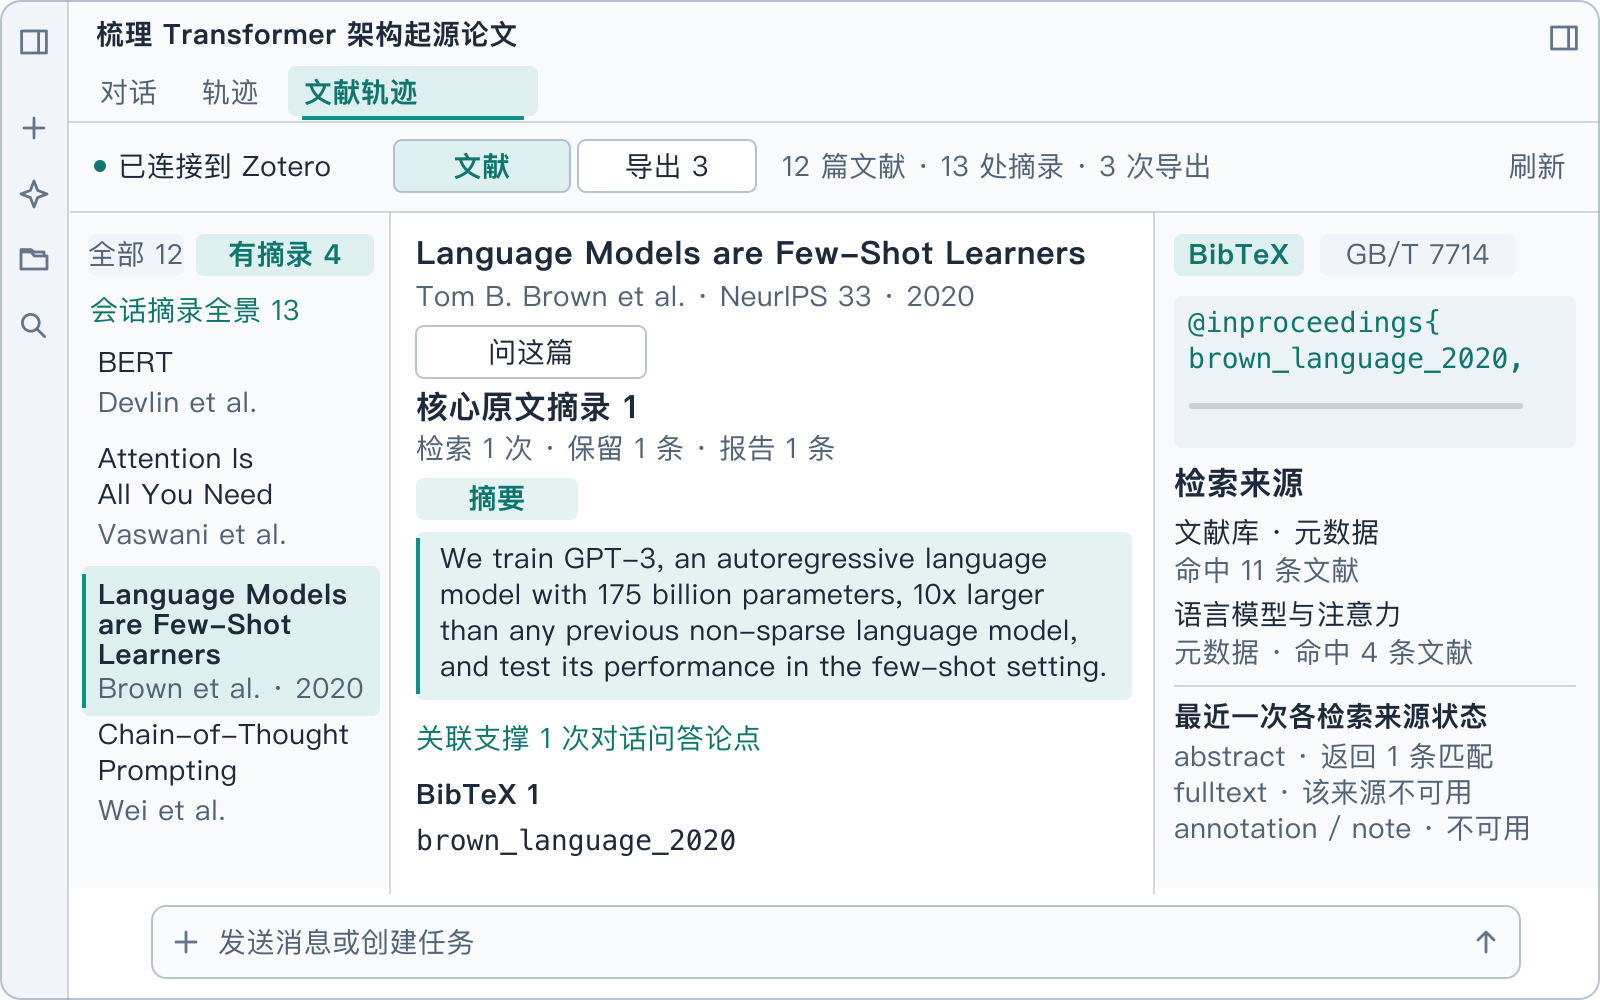 梳理 Transformer 架构起源论文
对话
轨迹
文献轨迹
已连接到 Zotero
文献
导出 3
12 篇文献 · 13 处摘录 · 3 次导出
刷新
全部 12
有摘录 4
会话摘录全景 13
BERT
Devlin et al.
Attention Is
All You Need
Vaswani et al.
Language Models
are Few-Shot
Learners
Brown et al. · 2020
Chain-of-Thought
Prompting
Wei et al.
Language Models are Few-Shot Learners
Tom B. Brown et al. · NeurIPS 33 · 2020
问这篇
核心原文摘录 1
检索 1 次 · 保留 1 条 · 报告 1 条
摘要
We train GPT-3, an autoregressive language
model with 175 billion parameters, 10x larger
than any previous non-sparse language model,
and test its performance in the few-shot setting.
关联支撑 1 次对话问答论点
BibTeX 1
brown_language_2020
BibTeX
GB/T 7714
@inproceedings{
brown_language_2020,
检索来源
文献库 · 元数据
命中 11 条文献
语言模型与注意力
元数据 · 命中 4 条文献
最近一次各检索来源状态
abstract · 返回 1 条匹配
fulltext · 该来源不可用
annotation / note · 不可用
发送消息或创建任务